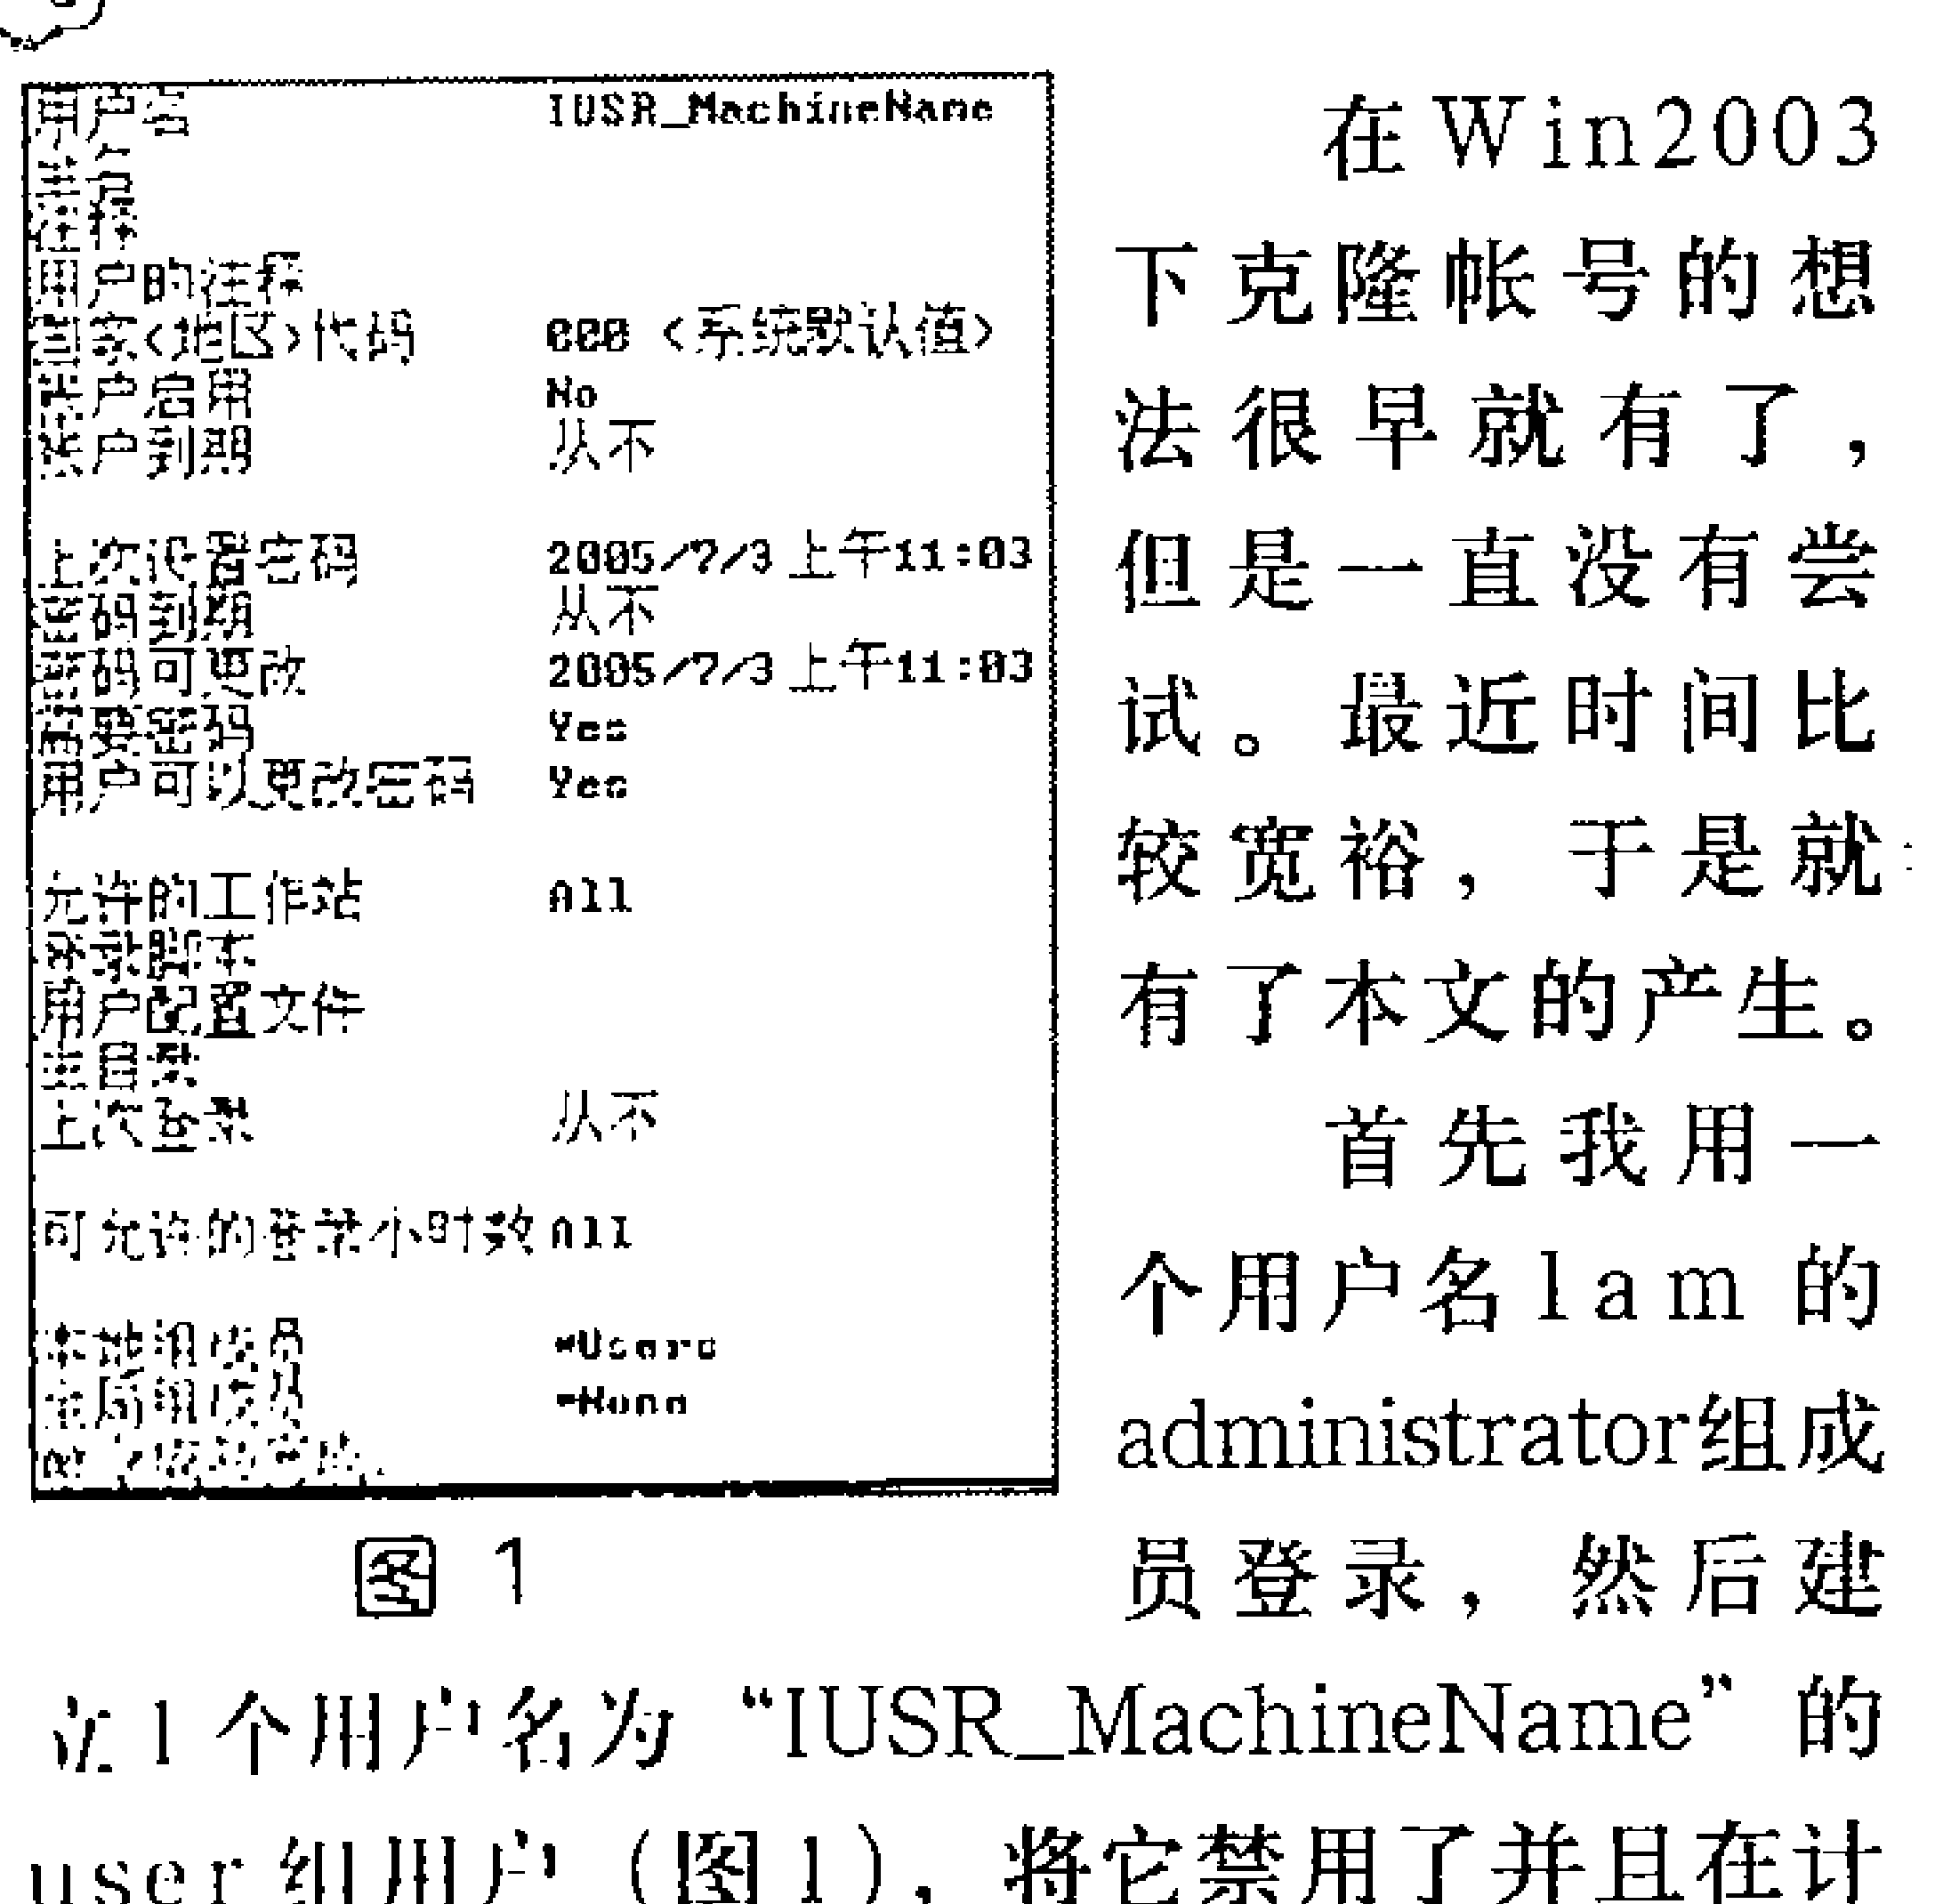 用户名 IUSR_MachineName
全名
注释
用户的注释
国家(地区)代码 000 (系统默认值)
帐户启用 No
帐户到期 从不
上次设置密码 2005/7/3 上午11:03
密码到期 从不
密码可更改 2005/7/3 上午11:03
需要密码 Yes
用户可以更改密码 Yes
允许的工作站 All
登录脚本
用户配置文件
主目录
上次登录 从不
可允许的登录小时数 All
本地组成员 *Users
全局组成员 *None
命令成功完成。
图 1
在Win2003
下克隆帐号的想
法很早就有了，
但是一直没有尝
试。最近时间比
较宽裕，于是就
有了本文的产生。
首先我用一
个用户名lam 的
administrator组成
员登录，然后建
立1个用户名为“IUSR_MachineName”的
user组用户（图1），将它禁用了并且在计